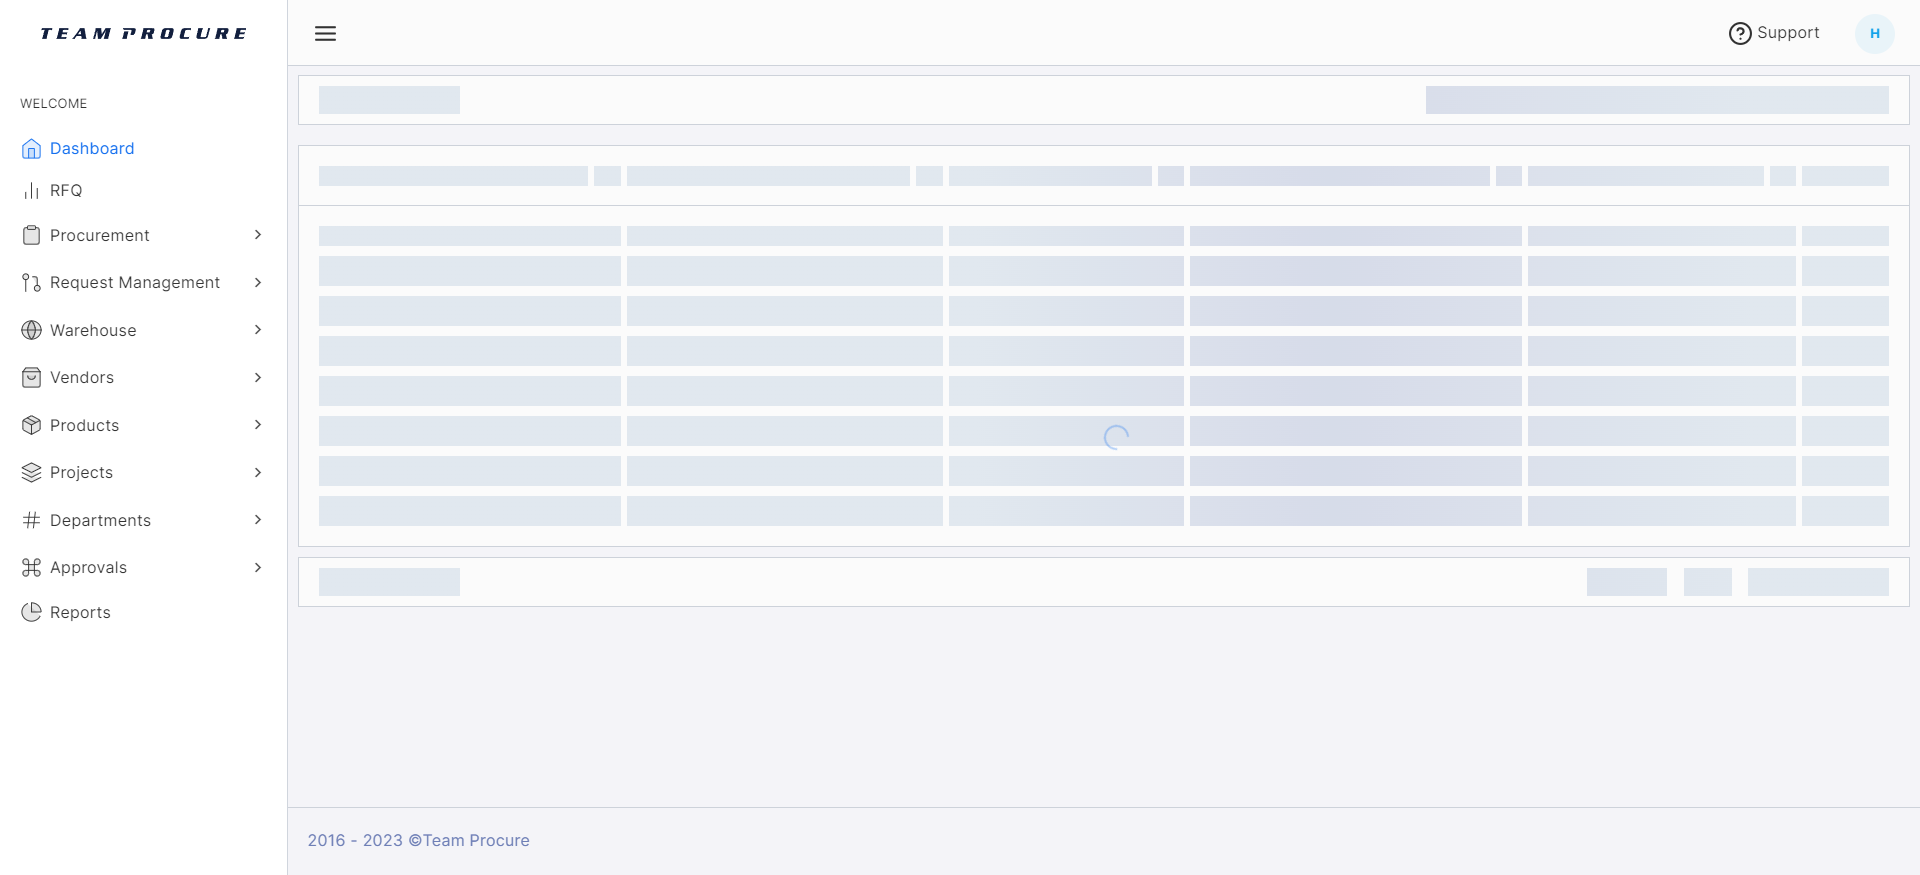 TEAM PROCURE
Support
H
WELCOME
Dashboard
RFQ
Procurement
Request Management
Warehouse
Vendors
Products
Projects
Departments
Approvals
Reports
2016 - 2023 ©Team Procure